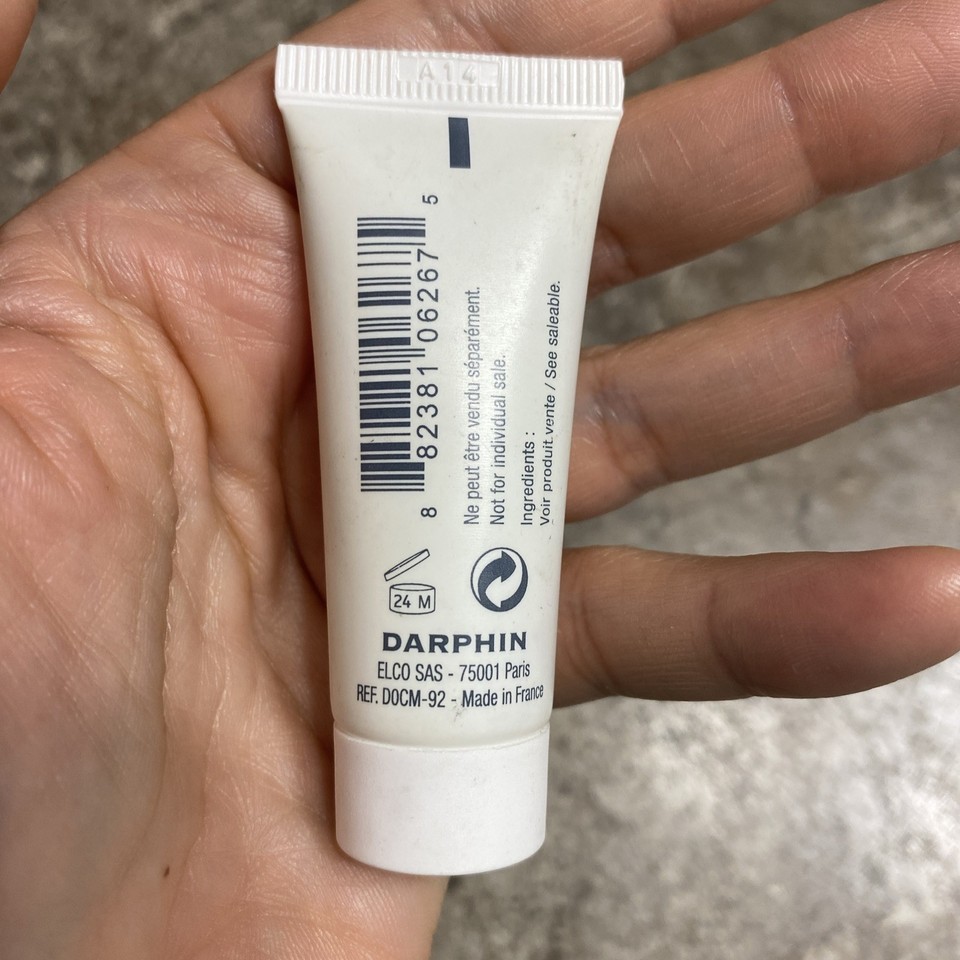 A14
8 82381 06267 5
Ne peut être vendu séparément.
Not for individual sale.
Ingredients :
Voir produit vente / See saleable.
24 M
DARPHIN
ELCO SAS - 75001 Paris
REF. D0CM-92 - Made in France